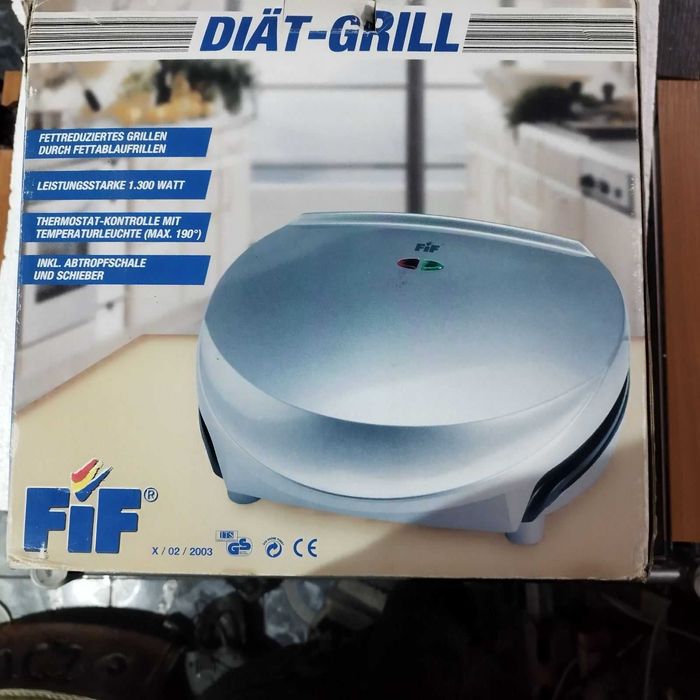 DIÄT-GRILL
FETTREDUZIERTES GRILLEN
DURCH FETTABLAUFRILLEN
LEISTUNGSSTARKE 1.300 WATT
THERMOSTAT-KONTROLLE MIT
TEMPERATURLEUCHTE (MAX. 190°)
INKL. ABTROPFSCHALE
UND SCHIEBER
FiF
FiF®
X / 02 / 2003
ITS
GS
CE